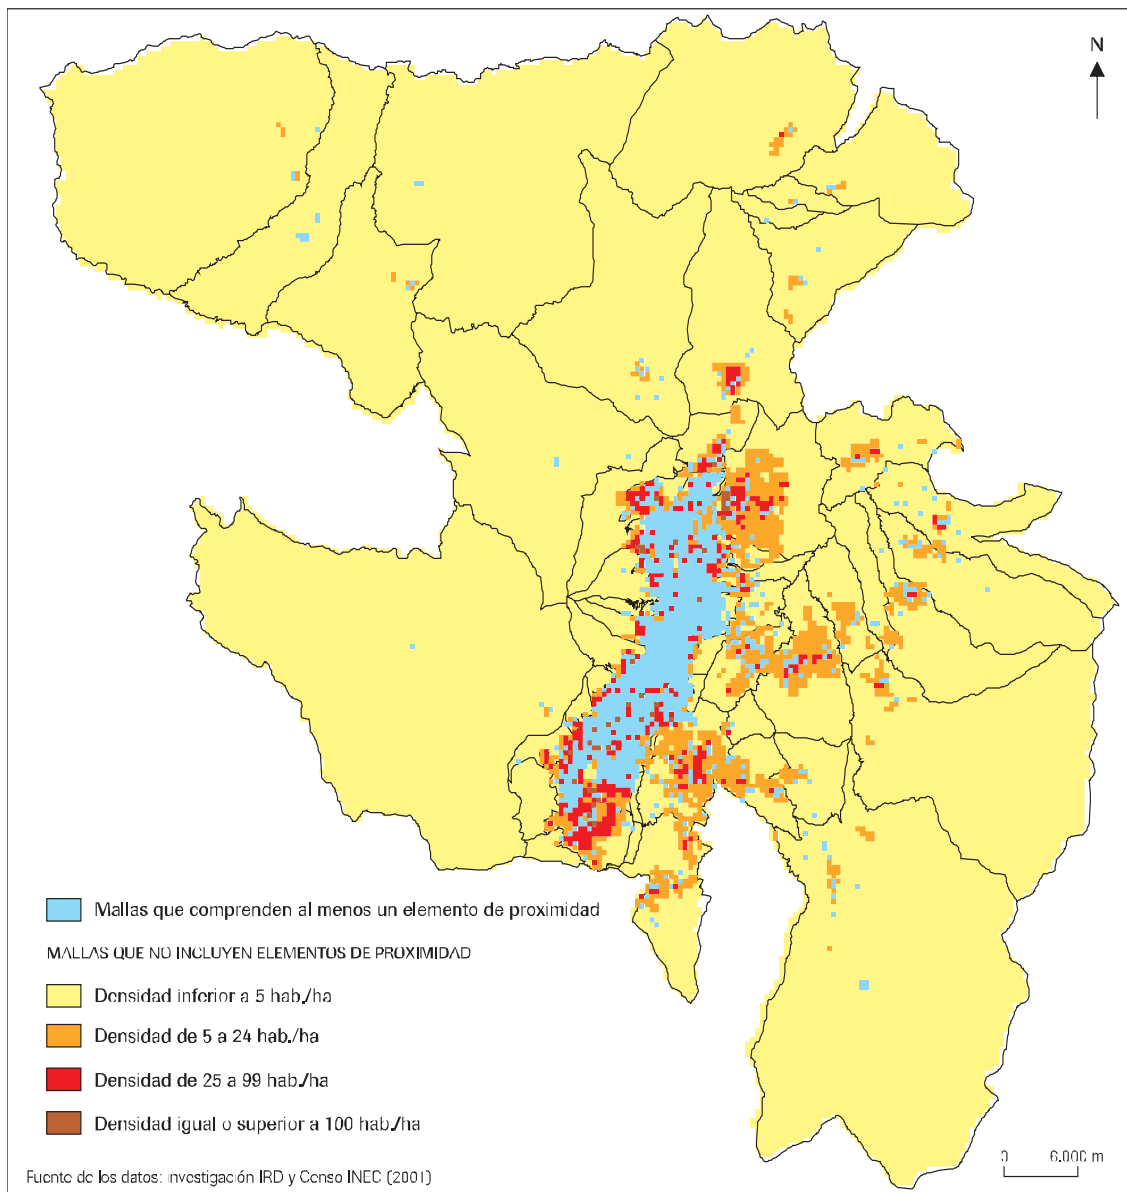 N
Mallas que comprenden al menos un elemento de proximidad
MALLAS QUE NO INCLUYEN ELEMENTOS DE PROXIMIDAD
Densidad inferior a 5 hab./ha
Densidad de 5 a 24 hab./ha
Densidad de 25 a 99 hab./ha
Densidad igual o superior a 100 hab./ha
0 6.000 m
Fuente de los datos: investigación IRD y Censo INEC (2001)